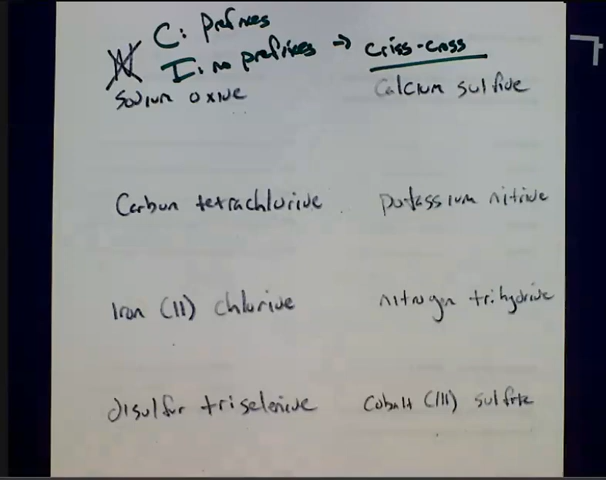 C: Prefixes
I: no prefixes → Criss-cross
Sodium oxide
Calcium sulfide
Carbon tetrachloride
potassium nitride
Iron (II) chloride
nitrogen trihydride
disulfur triselenide
Cobalt (III)